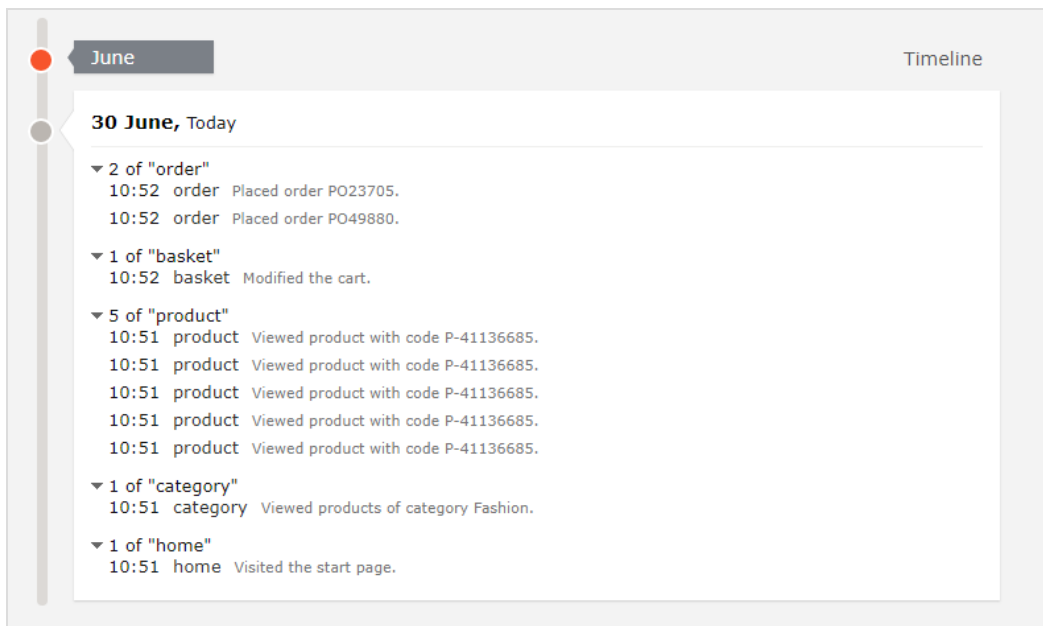 June
Timeline
30 June, Today
2 of "order"
10:52 order Placed order PO23705.
10:52 order Placed order PO49880.
1 of "basket"
10:52 basket Modified the cart.
5 of "product"
10:51 product Viewed product with code P-41136685.
10:51 product Viewed product with code P-41136685.
10:51 product Viewed product with code P-41136685.
10:51 product Viewed product with code P-41136685.
10:51 product Viewed product with code P-41136685.
1 of "category"
10:51 category Viewed products of category Fashion.
1 of "home"
10:51 home Visited the start page.